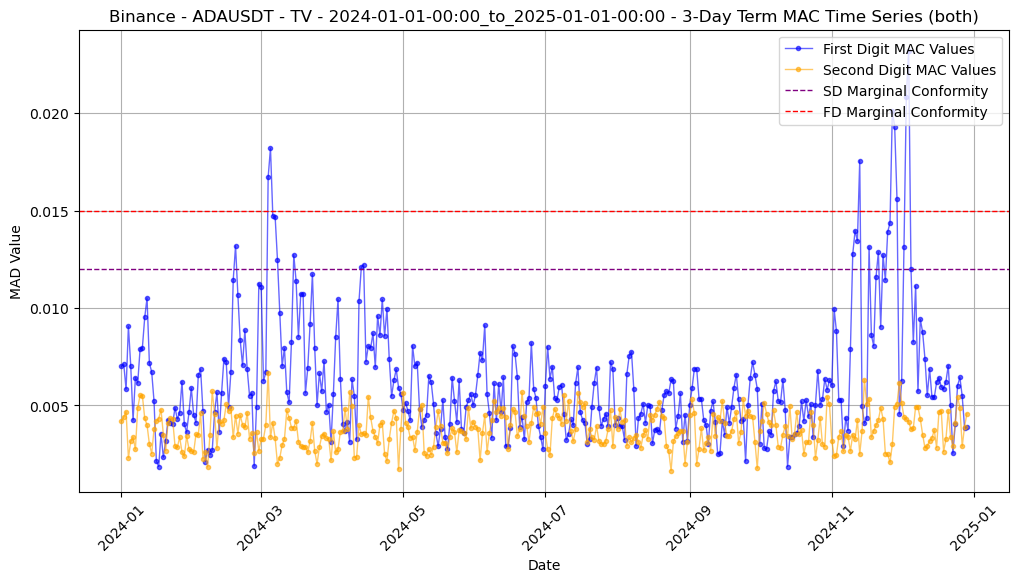 Binance - ADAUSDT - TV - 2024-01-01-00:00_to_2025-01-01-00:00 - 3-Day Term MAC Time Series (both)
First Digit MAC Values
Second Digit MAC Values
SD Marginal Conformity
FD Marginal Conformity
MAD Value
0.020
0.015
0.010
0.005
2024-01
2024-03
2024-05
2024-07
2024-09
2024-11
2025-01
Date